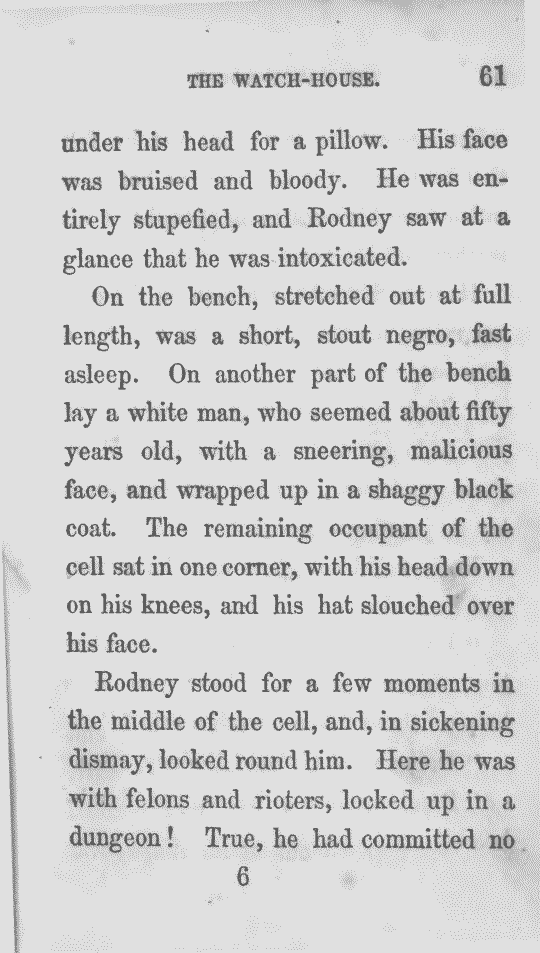 THE WATCH-HOUSE. 61
under his head for a pillow. His face
was bruised and bloody. He was en-
tirely stupefied, and Rodney saw at a
glance that he was intoxicated.
On the bench, stretched out at full
length, was a short, stout negro, fast
asleep. On another part of the bench
lay a white man, who seemed about fifty
years old, with a sneering, malicious
face, and wrapped up in a shaggy black
coat. The remaining occupant of the
cell sat in one corner, with his head down
on his knees, and his hat slouched over
his face.
Rodney stood for a few moments in
the middle of the cell, and, in sickening
dismay, looked round him. Here he was
with felons and rioters, locked up in a
dungeon! True, he had committed no
6